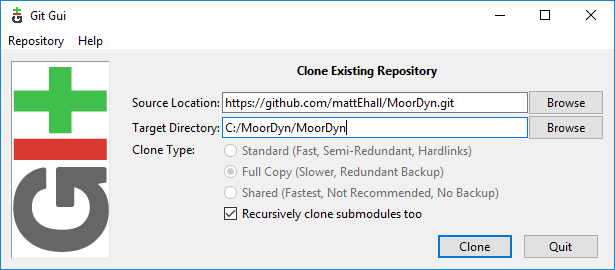 Git Gui
Repository Help
Clone Existing Repository
Source Location: https://github.com/mattEhall/MoorDyn.git Browse
Target Directory: C:/MoorDyn/MoorDyn Browse
Clone Type: Standard (Fast, Semi-Redundant, Hardlinks)
Full Copy (Slower, Redundant Backup)
Shared (Fastest, Not Recommended, No Backup)
Recursively clone submodules too
Clone Quit